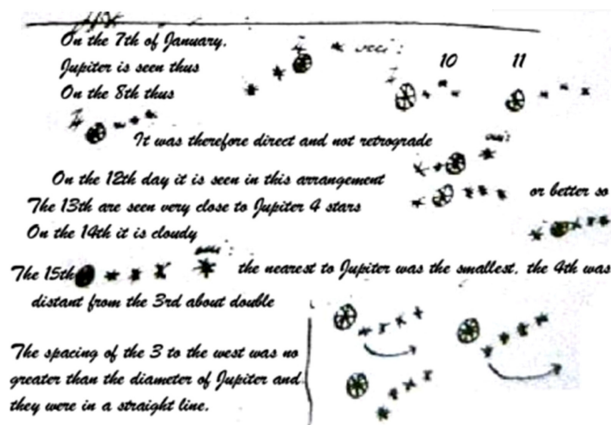 On the 7th of January,
Jupiter is seen thus
On the 8th thus
10 11
It was therefore direct and not retrograde
On the 12th day it is seen in this arrangement
The 13th are seen very close to Jupiter 4 stars or better so
On the 14th it is cloudy
The 15th the nearest to Jupiter was the smallest, the 4th was
distant from the 3rd about double
The spacing of the 3 to the west was no
greater than the diameter of Jupiter and
they were in a straight line.